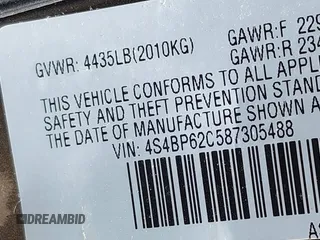 GVWR: 4435LB(2010KG)
GAWR:F 229
GAWR:R 234
THIS VEHICLE CONFORMS TO ALL APPL
SAFETY AND THEFT PREVENTION STAND
THE DATE OF MANUFACTURE SHOWN A
VIN: 4S4BP62C587305488
DREAMBID